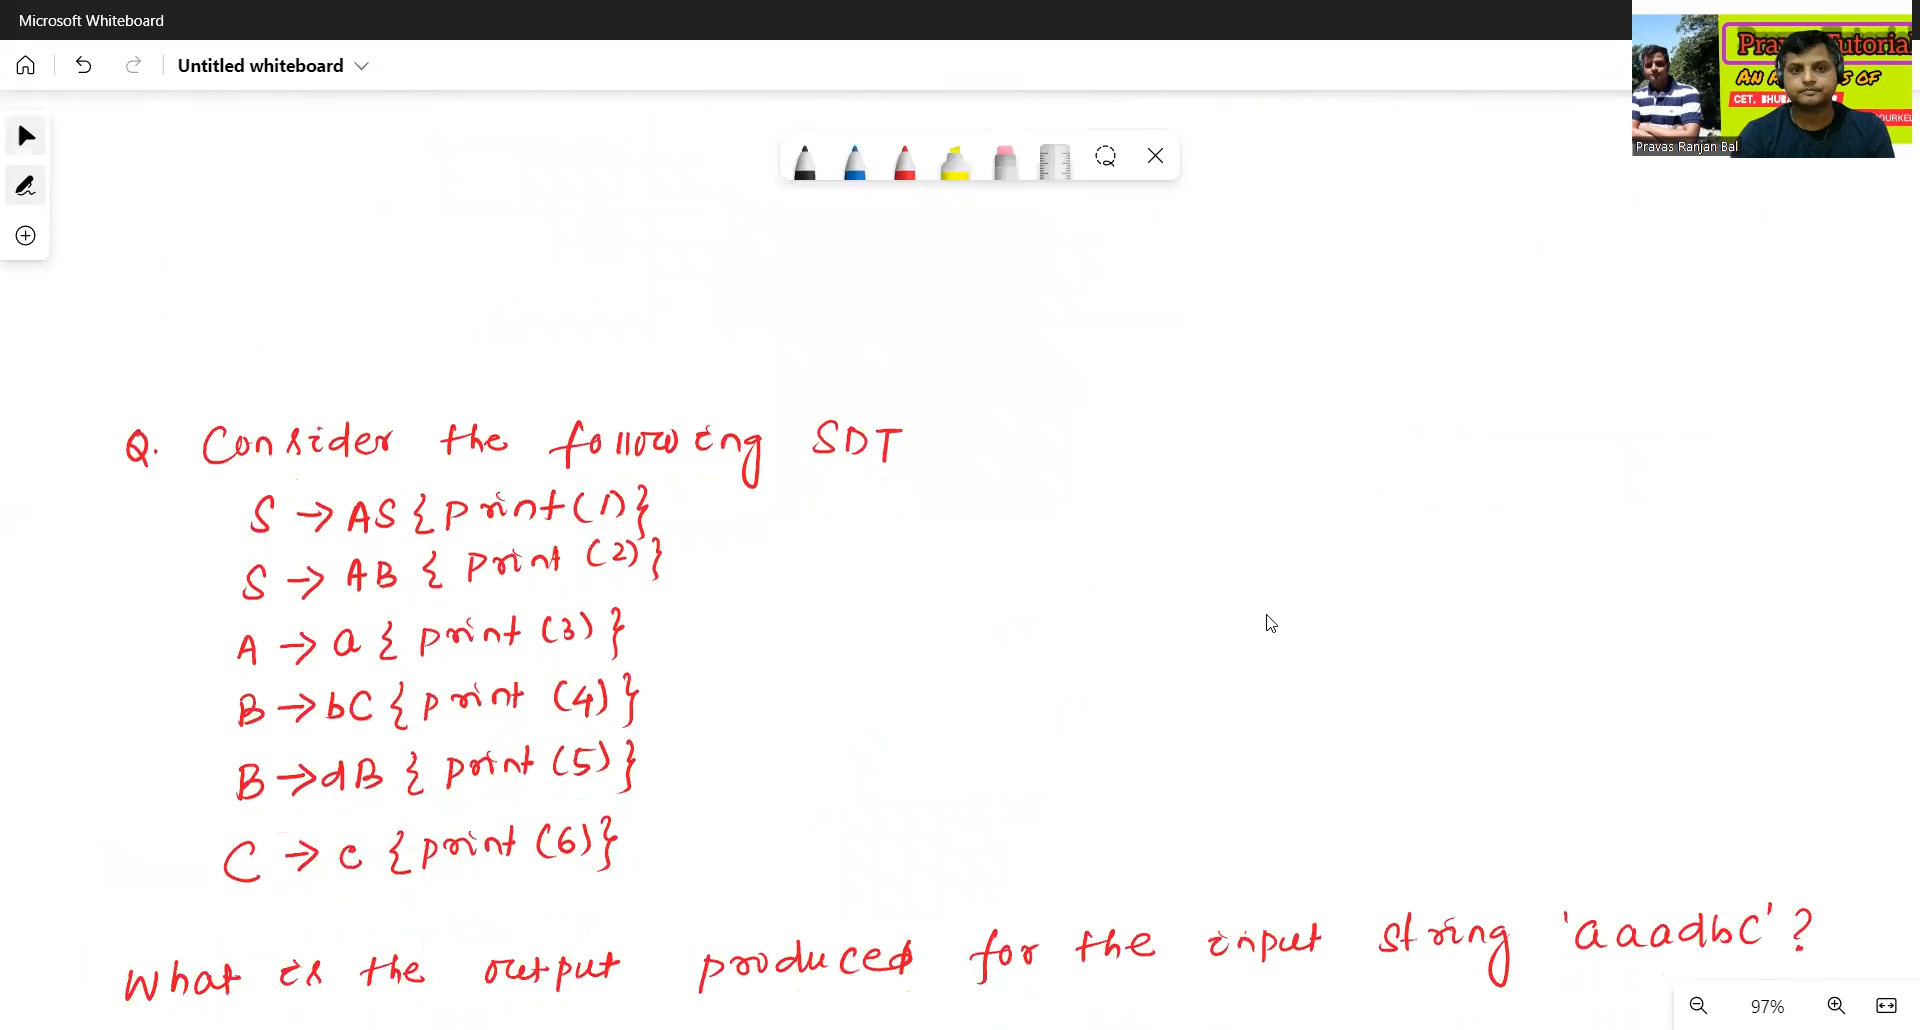 Microsoft Whiteboard
Untitled whiteboard
Pravas Ranjan Bal
CET, BHUB
Q. Consider the following SDT
S → AS { print (1) }
S → AB { print (2) }
A → a { print (3) }
B → bC { print (4) }
B → dB { print (5) }
C → c { print (6) }
What is the output produced for the input string 'aaadbc' ?
97%